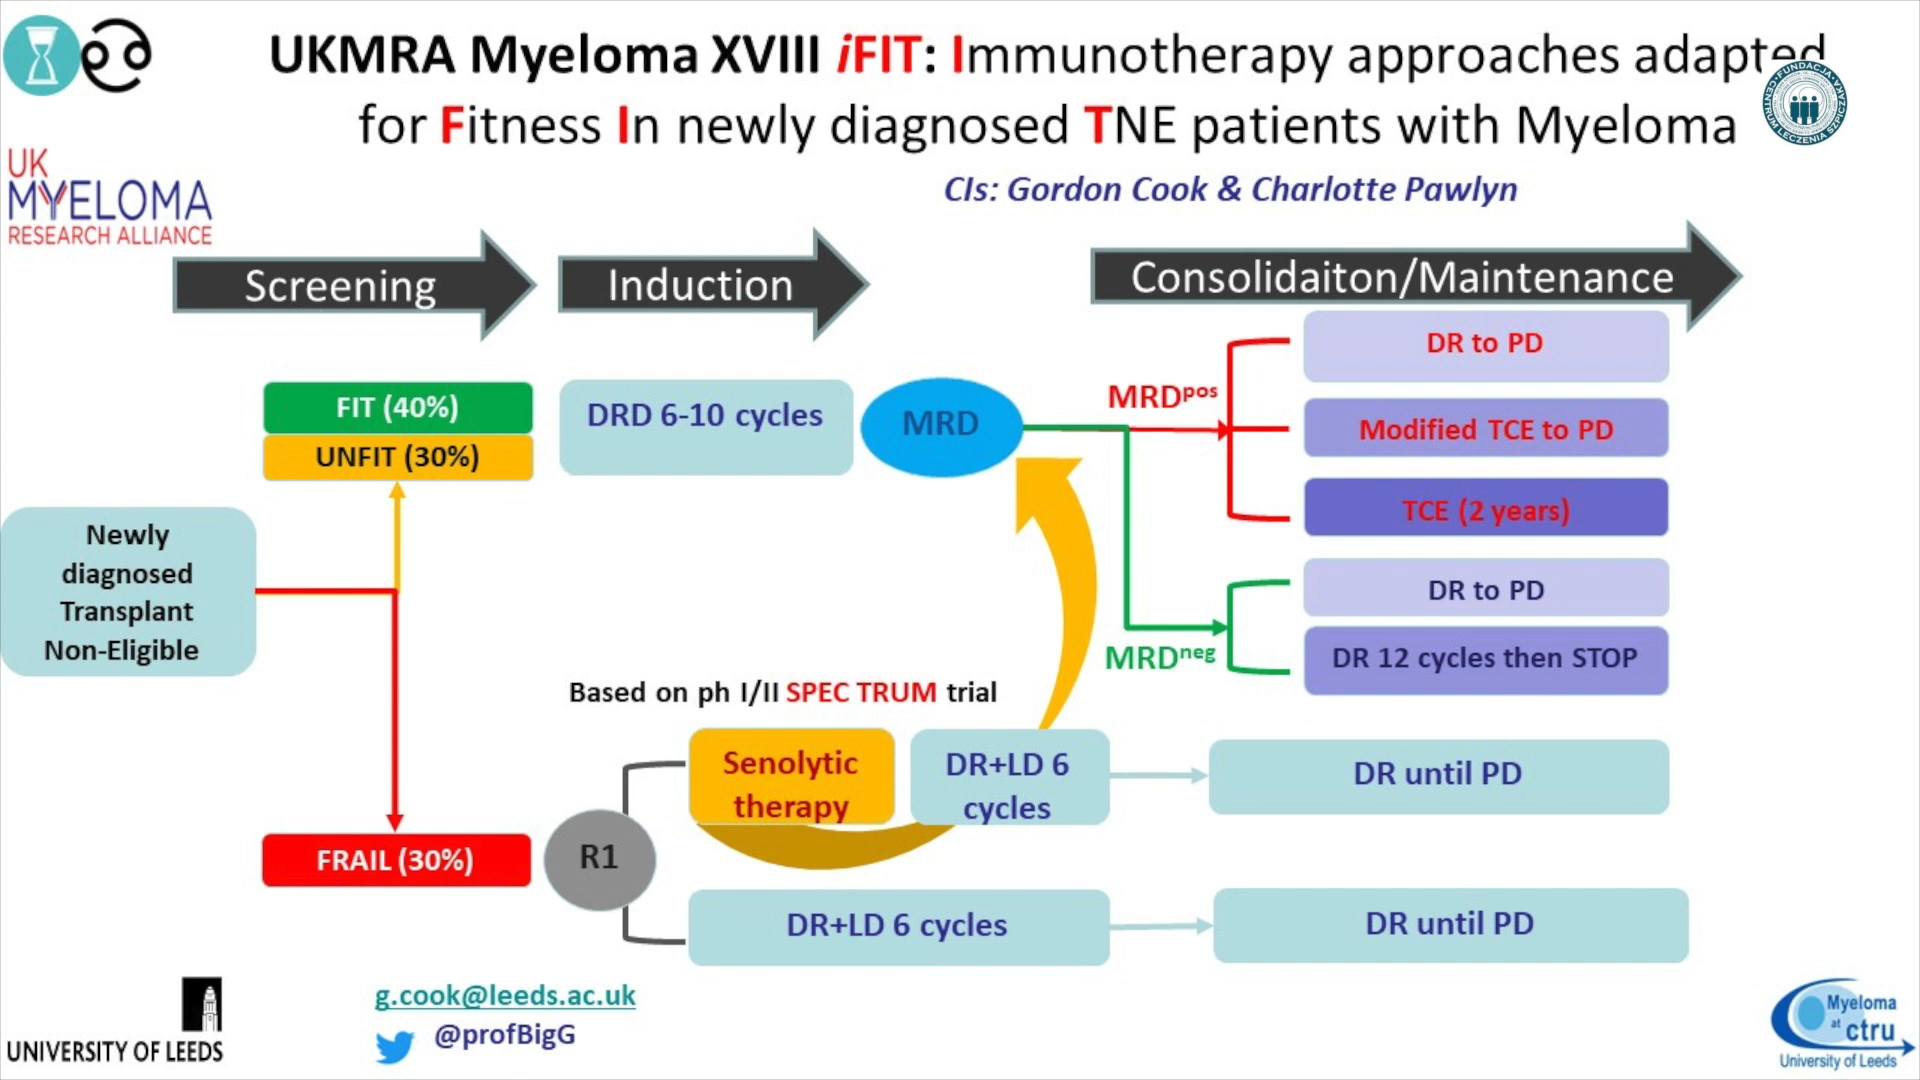 UKMRA Myeloma XVIII iFIT: Immunotherapy approaches adapted
for Fitness In newly diagnosed TNE patients with Myeloma
FUNDACJA
CENTRUM LECZENIA SZPICZAKA
CIs: Gordon Cook & Charlotte Pawlyn
UK
MYELOMA
RESEARCH ALLIANCE
Screening
Induction
Consolidaiton/Maintenance
FIT (40%)
UNFIT (30%)
DRD 6-10 cycles
MRD
MRDpos
DR to PD
Modified TCE to PD
TCE (2 years)
Newly
diagnosed
Transplant
Non-Eligible
MRDneg
DR to PD
DR 12 cycles then STOP
Based on ph I/II SPEC TRUM trial
Senolytic
therapy
DR+LD 6
cycles
DR until PD
FRAIL (30%)
R1
DR+LD 6 cycles
DR until PD
g.cook@leeds.ac.uk
@profBigG
UNIVERSITY OF LEEDS
Myeloma
at
ctru
University of Leeds